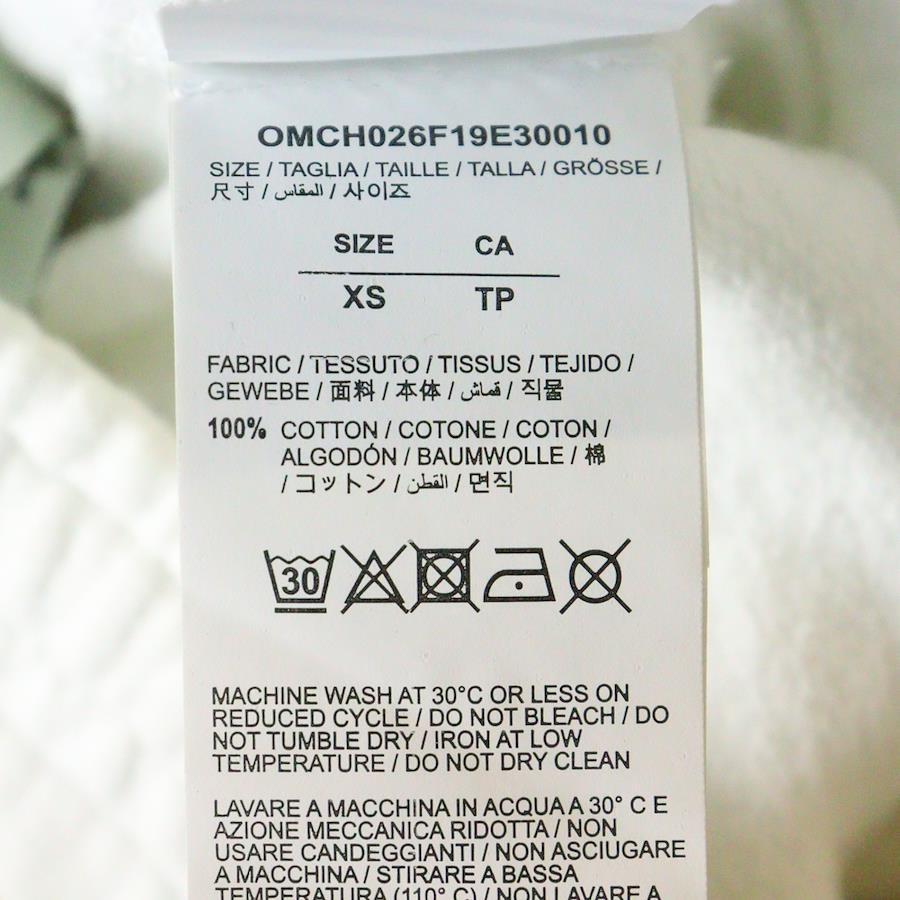 OMCH026F19E30010
SIZE / TAGLIA / TAILLE / TALLA / GRÖSSE /
尺寸 / المقاس / 사이즈
SIZE CA
XS TP
FABRIC / TESSUTO / TISSUS / TEJIDO /
GEWEBE / 面料 / 本体 / قماش / 직물
100% COTTON / COTONE / COTON /
ALGODÓN / BAUMWOLLE / 棉
/ コットン / القطن / 면직
30
MACHINE WASH AT 30°C OR LESS ON
REDUCED CYCLE / DO NOT BLEACH / DO
NOT TUMBLE DRY / IRON AT LOW
TEMPERATURE / DO NOT DRY CLEAN
LAVARE A MACCHINA IN ACQUA A 30° C E
AZIONE MECCANICA RIDOTTA / NON
USARE CANDEGGIANTI / NON ASCIUGARE
A MACCHINA / STIRARE A BASSA
TEMPERATURA (110° C) / NON LAVARE A